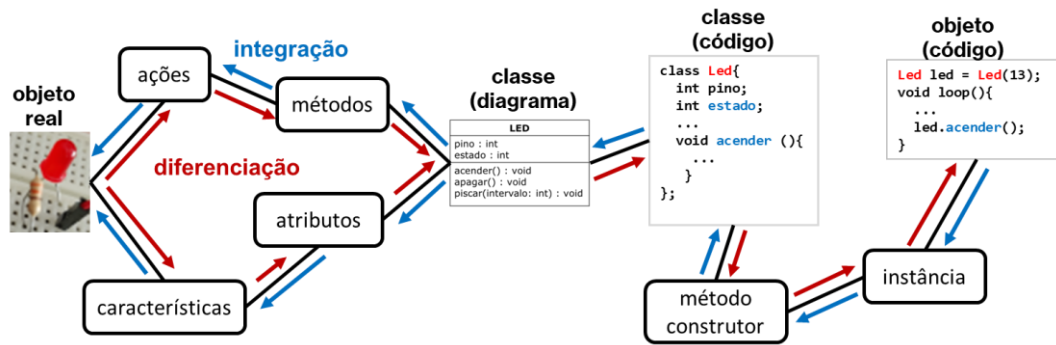 objeto
real
ações
integração
métodos
diferenciação
atributos
características
classe
(diagrama)
LED
pino : int
estado : int
acender() : void
apagar() : void
piscar(intervalo: int) : void
classe
(código)
class Led{
int pino;
int estado;
...
void acender (){
...
}
};
método
construtor
instância
objeto
(código)
Led led = Led(13);
void loop(){
...
led.acender();
}